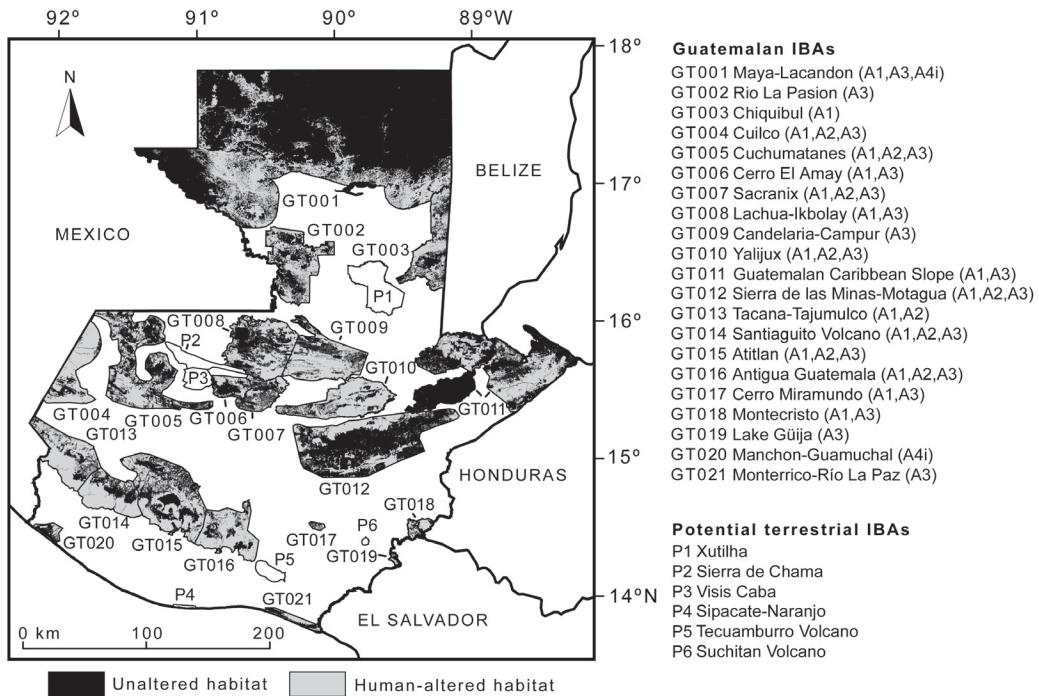 92°
91°
90°
89°W
18°
N
BELIZE
17°
GT001
MEXICO
GT002
GT003
P1
16°
GT008
P2
GT009
P3
GT010
GT004
GT005
GT006
GT011
GT013
GT007
15°
HONDURAS
GT012
GT018
GT014
P6
GT017
GT020
GT015
GT019
GT016
P5
P4
GT021
14°N
EL SALVADOR
0 km 100 200
Unaltered habitat
Human-altered habitat
Guatemalan IBAs
GT001 Maya-Lacandon (A1,A3,A4i)
GT002 Rio La Pasion (A3)
GT003 Chiquibul (A1)
GT004 Cuilco (A1,A2,A3)
GT005 Cuchumatanes (A1,A2,A3)
GT006 Cerro El Amay (A1,A3)
GT007 Sacranix (A1,A2,A3)
GT008 Lachua-Ikbolay (A1,A3)
GT009 Candelaria-Campur (A3)
GT010 Yalijux (A1,A2,A3)
GT011 Guatemalan Caribbean Slope (A1,A3)
GT012 Sierra de las Minas-Motagua (A1,A2,A3)
GT013 Tacana-Tajumulco (A1,A2)
GT014 Santiaguito Volcano (A1,A2,A3)
GT015 Atitlan (A1,A2,A3)
GT016 Antigua Guatemala (A1,A2,A3)
GT017 Cerro Miramundo (A1,A3)
GT018 Montecristo (A1,A3)
GT019 Lake Güija (A3)
GT020 Manchon-Guamuchal (A4i)
GT021 Monterrico-Río La Paz (A3)
Potential terrestrial IBAs
P1 Xutilha
P2 Sierra de Chama
P3 Visis Caba
P4 Sipacate-Naranjo
P5 Tecuamburro Volcano
P6 Suchitan Volcano